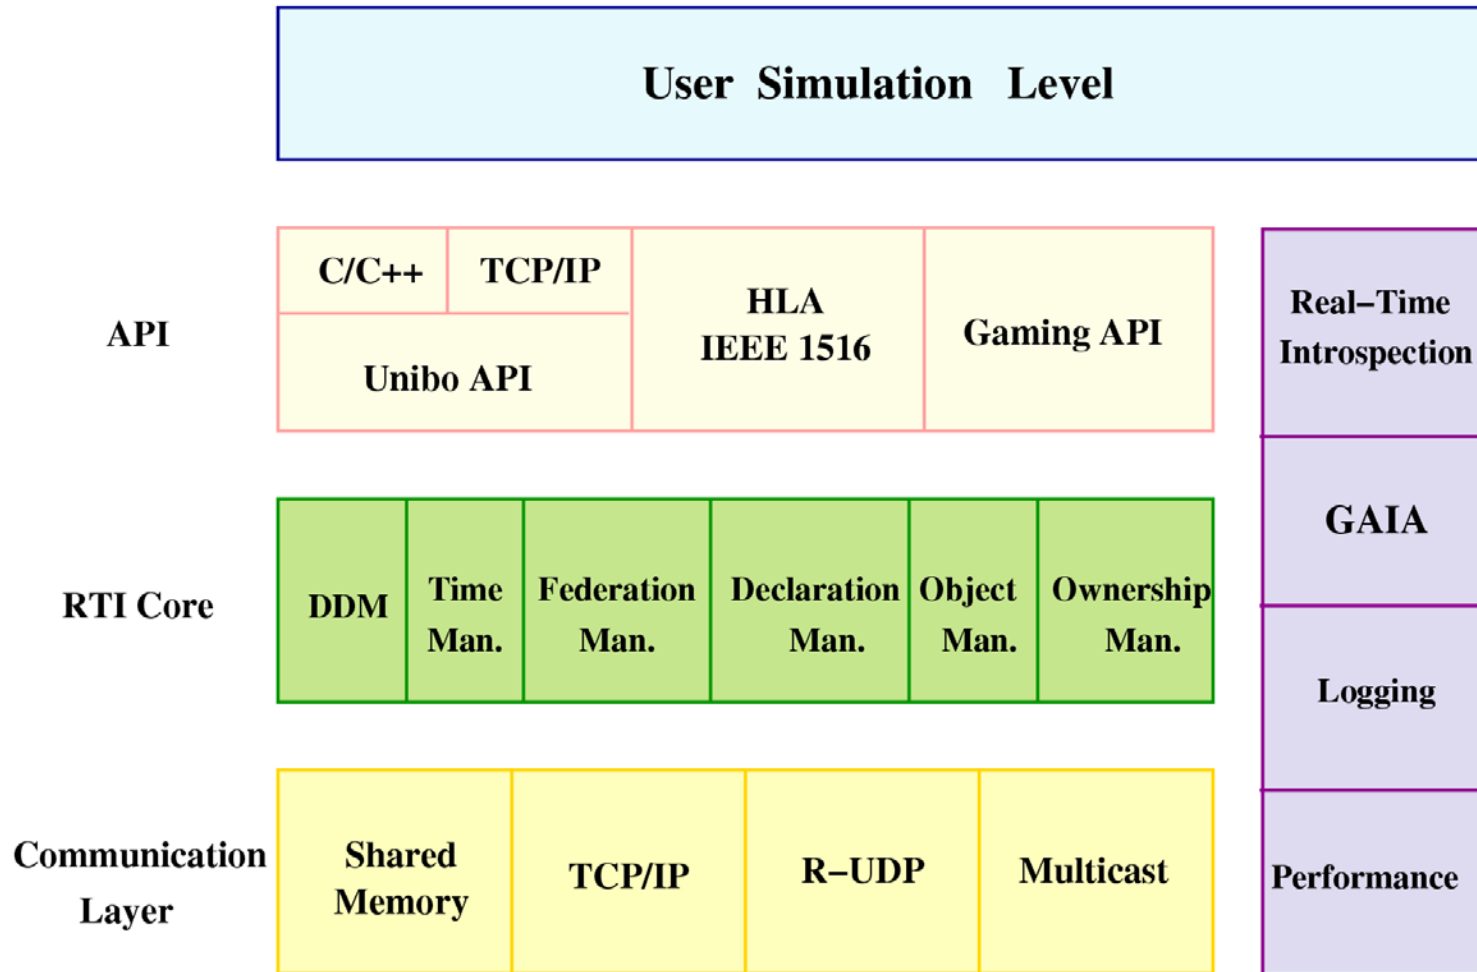 User Simulation Level
API
C/C++
TCP/IP
Unibo API
HLA
IEEE 1516
Gaming API
RTI Core
DDM
Time
Man.
Federation
Man.
Declaration
Man.
Object
Man.
Ownership
Man.
Communication
Layer
Shared
Memory
TCP/IP
R−UDP
Multicast
Real−Time
Introspection
GAIA
Logging
Performance